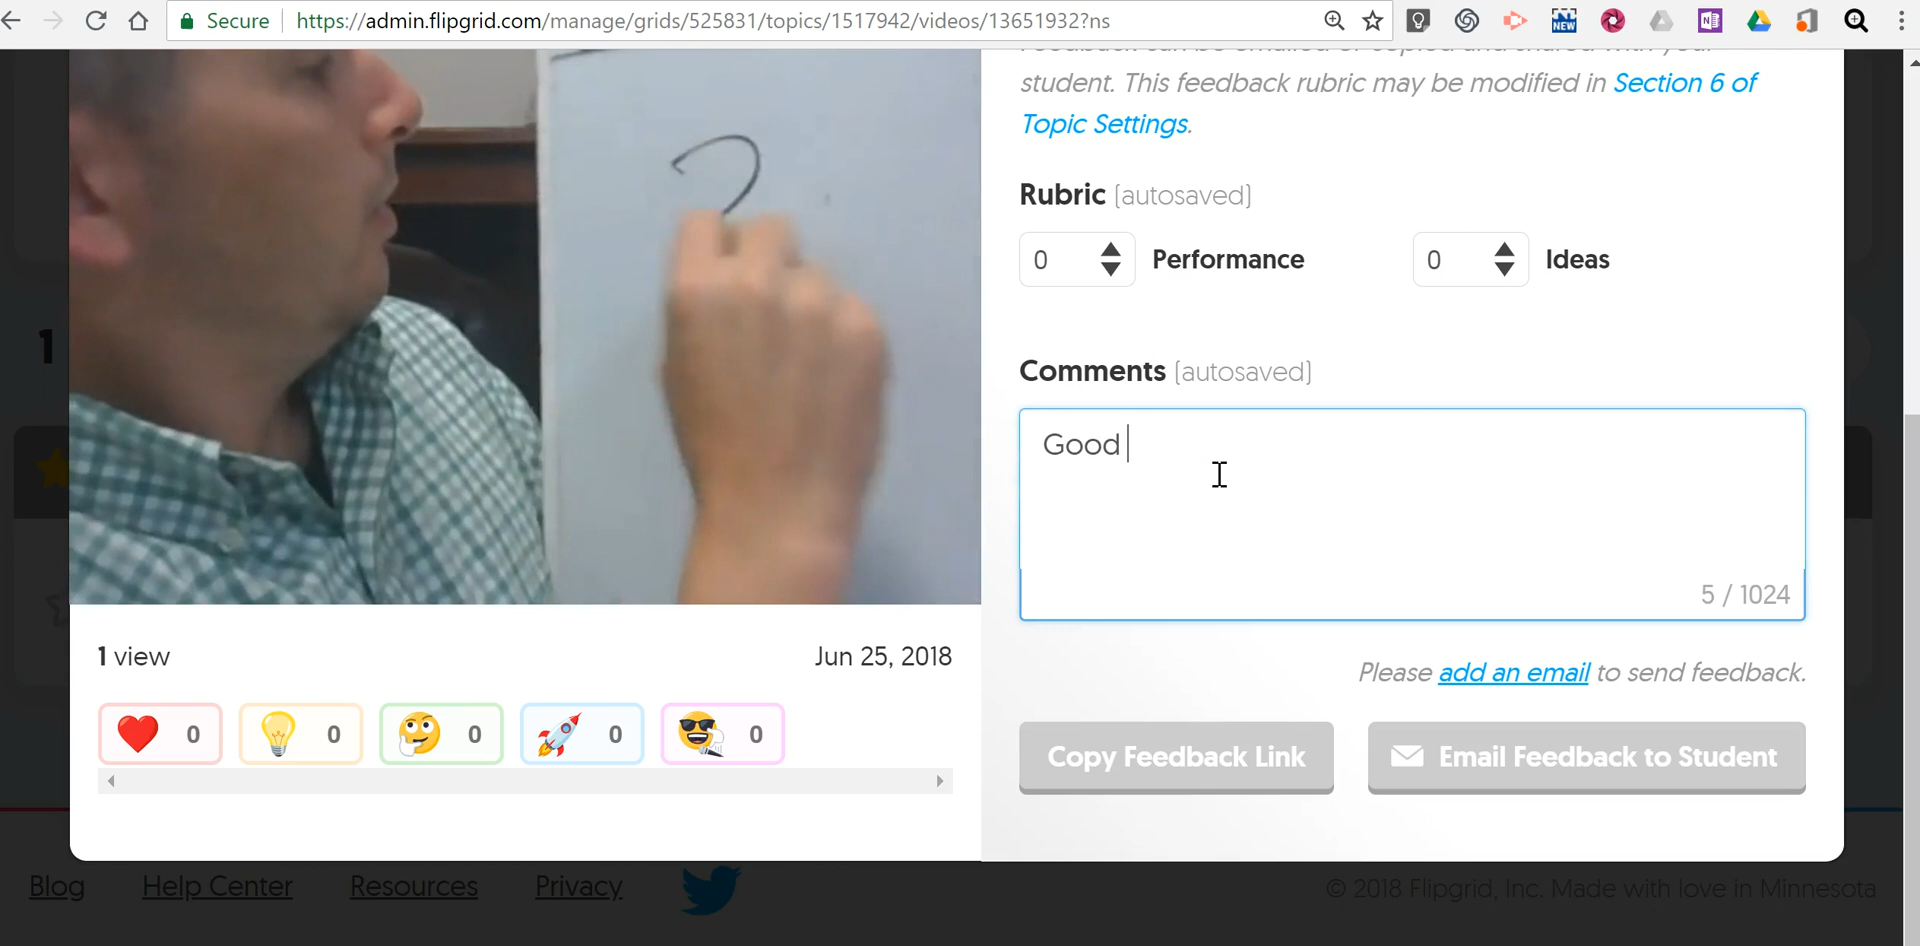 Secure https://admin.flipgrid.com/manage/grids/525831/topics/1517942/videos/13651932?ns
NEW
N
student. This feedback rubric may be modified in Section 6 of
Topic Settings.
Rubric (autosaved)
0 Performance 0 Ideas
1
Comments (autosaved)
Good
5 / 1024
1 view Jun 25, 2018
Please add an email to send feedback.
0 0 0 0 0
Copy Feedback Link Email Feedback to Student
Blog Help Center Resources Privacy © 2018 Flipgrid, Inc. Made with love in Minnesota